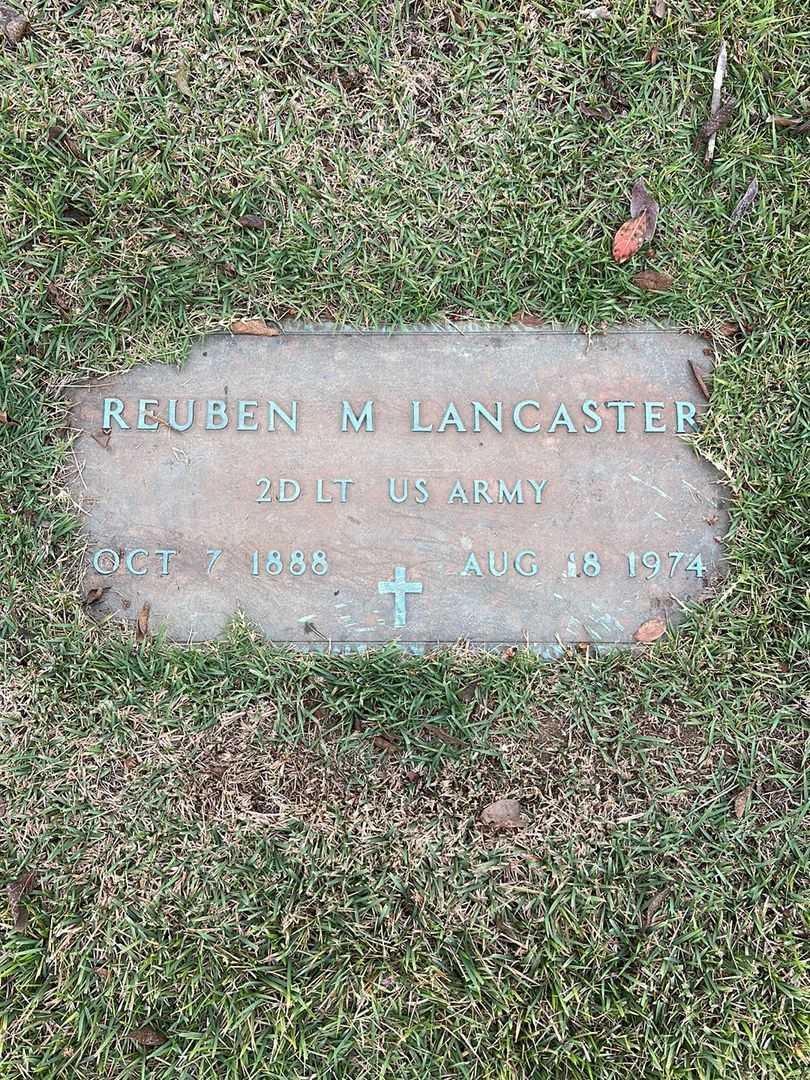 REUBEN M LANCASTER
2D LT US ARMY
OCT 7 1888 AUG 18 1974